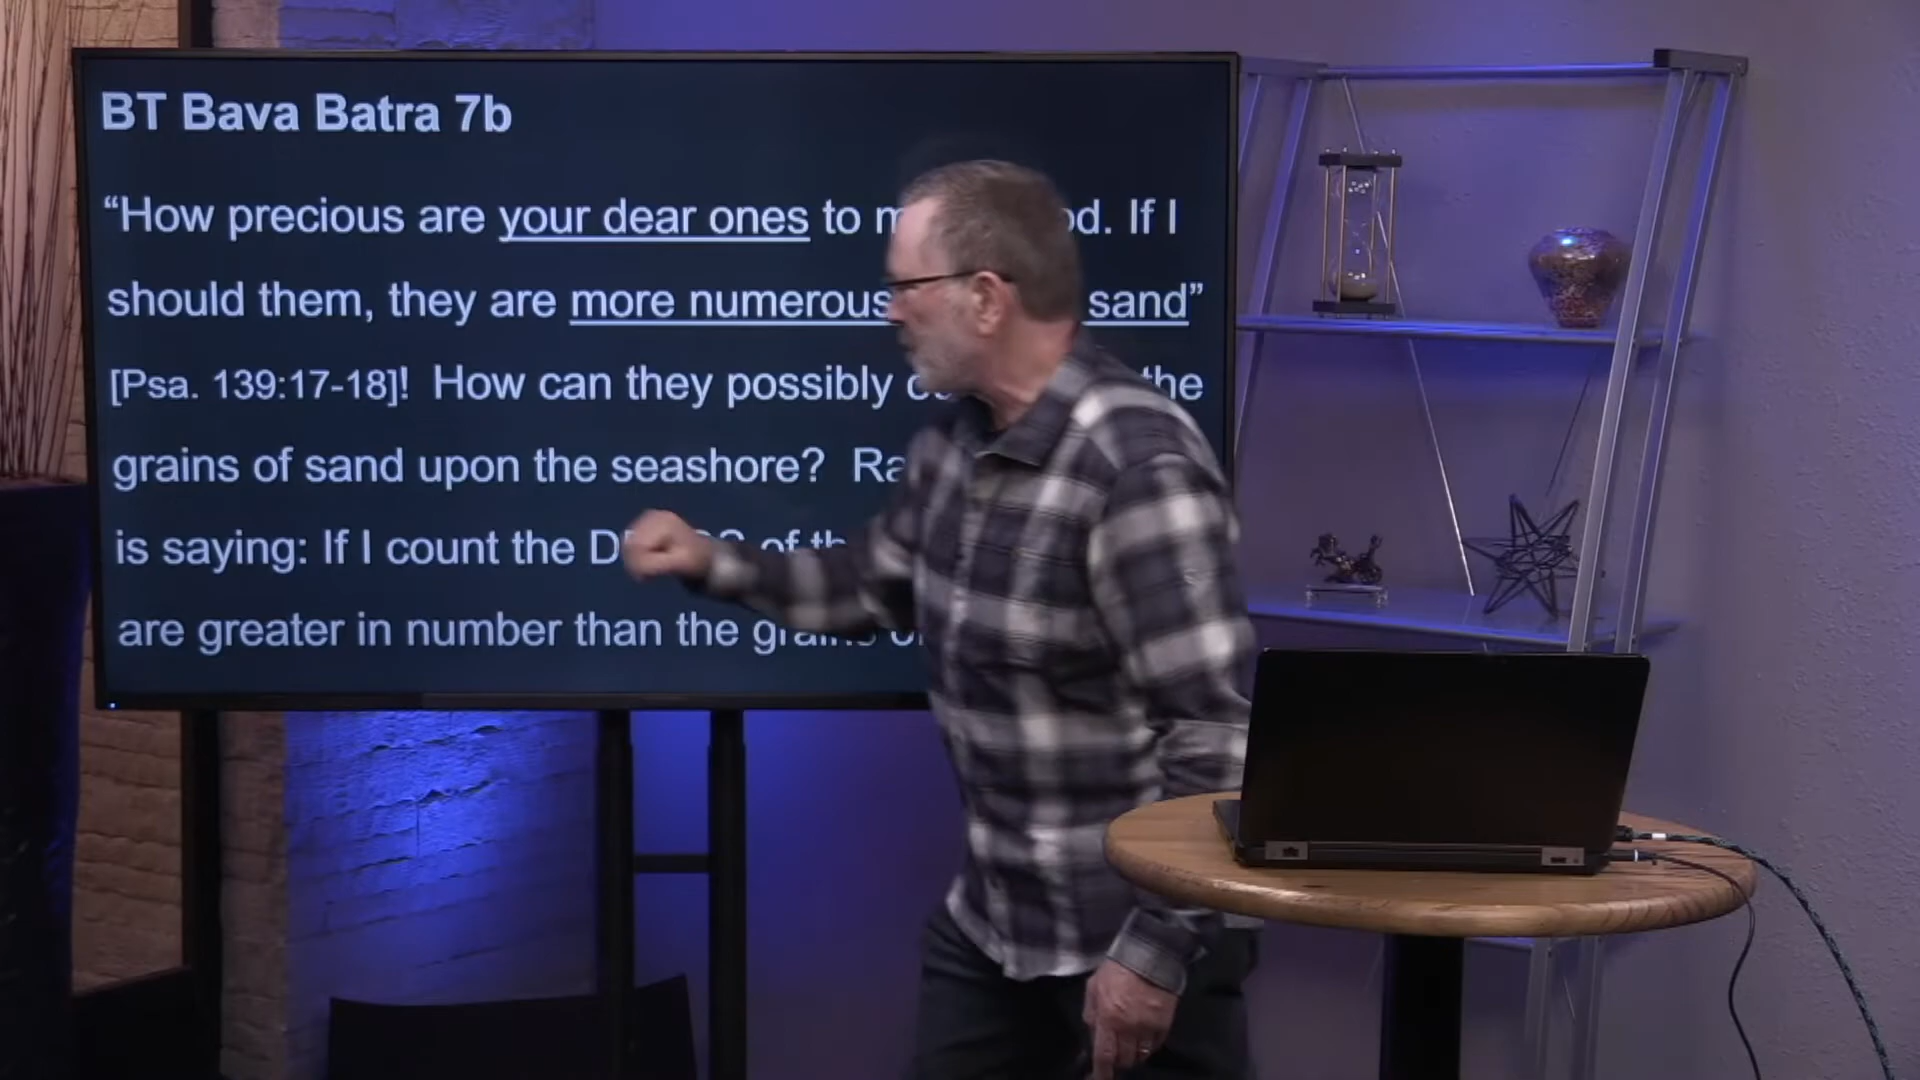 BT Bava Batra 7b
“How precious are your dear ones to If I
should them, they are more numerous sand”
[Psa. 139:17-18]! How can they possibly the
grains of sand upon the seashore?
is saying: If I count the of
are greater in number than the